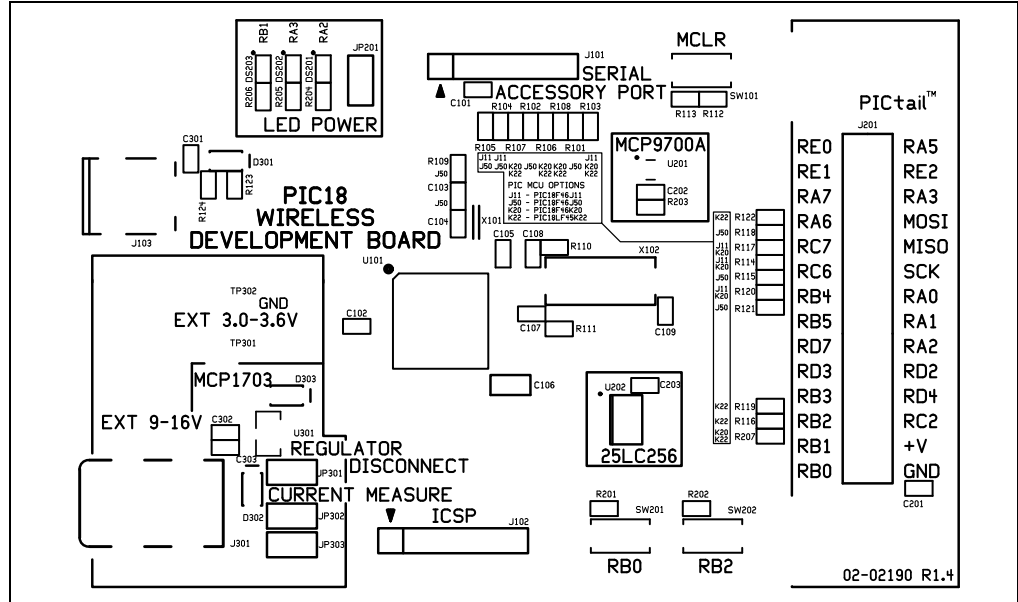 RB1
RA3
RA2
JP201
DS203
DS202
DS201
R206
R205
R204
LED POWER
J101
SERIAL
ACCESSORY PORT
C101
MCLR
SW101
R113 R112
PICtail™
J201
R104 R102 R108 R103
R105 R107 R106 R101
J11 J11 J11
J50 J50 K20 J50 K20 J50 K20
K22 K22 K22
PIC MCU OPTIONS
J11 - PIC18F46J11
J50 - PIC18F46J50
K20 - PIC18F46K20
K22 - PIC18LF45K22
MCP9700A
U201
C202
R203
C301
D301
R123
R124
J103
PIC18
WIRELESS
DEVELOPMENT BOARD
R109
J50
C103
J50
C104
X101
C105
C108
R110
X102
U101
C102
C107
R111
C109
C106
K22 R122
J50 R118
J11 R117
K20
J11 R114
K20
J50 R115
J11 R120
K20
J50 R121
K22 R119
K22 R116
K20 R207
K22
RE0 RA5
RE1 RE2
RA7 RA3
RA6 MOSI
RC7 MISO
RC6 SCK
RB4 RA0
RB5 RA1
RD7 RA2
RD3 RD2
RB3 RD4
RB2 RC2
RB1 +V
RB0 GND
C201
TP302
GND
EXT 3.0-3.6V
TP301
MCP1703
D303
EXT 9-16V
C302
U301
C303
REGULATOR
DISCONNECT
JP301
CURRENT MEASURE
D302
JP302
J301
JP303
ICSP
J102
U202
C203
25LC256
R201
SW201
RB0
R202
SW202
RB2
02-02190 R1.4